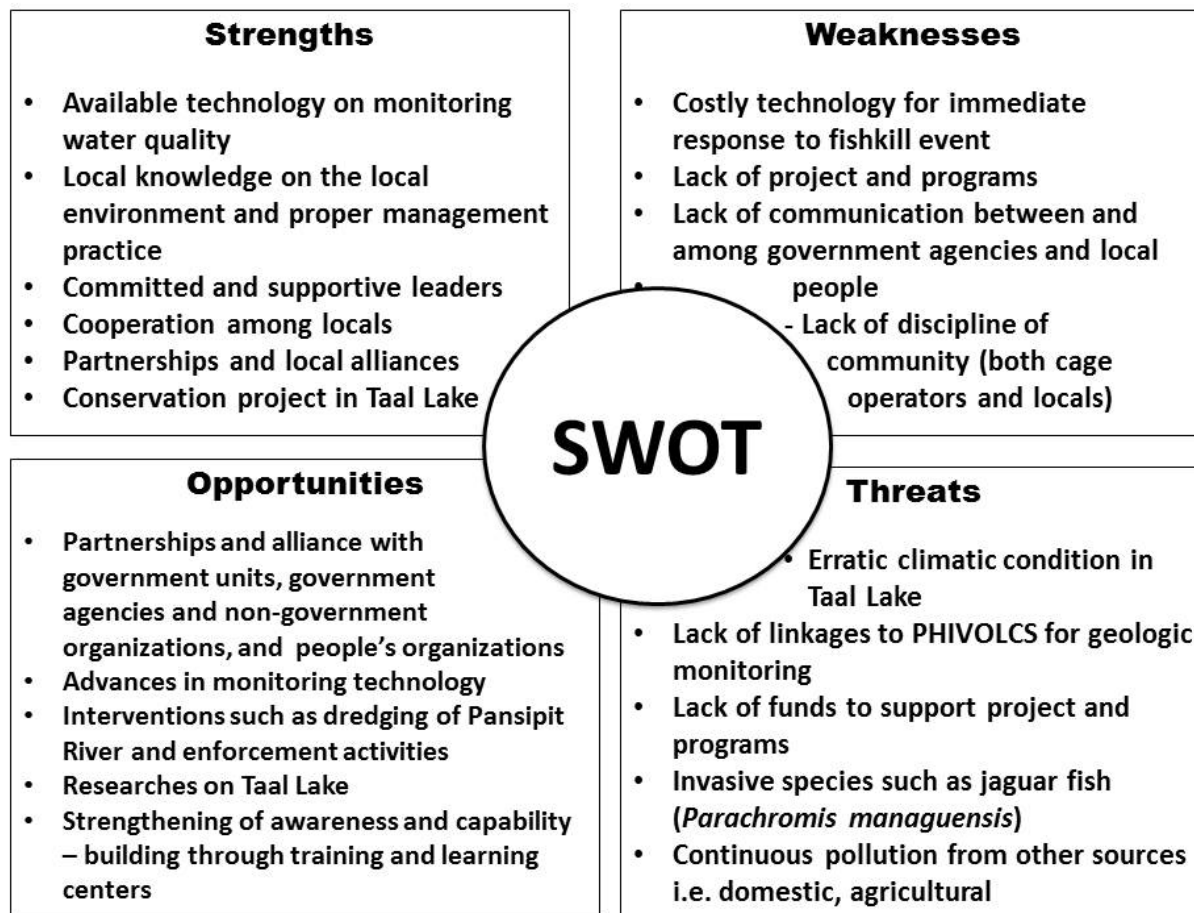 Strengths
• Available technology on monitoring
water quality
• Local knowledge on the local
environment and proper management
practice
• Committed and supportive leaders
• Cooperation among locals
• Partnerships and local alliances
• Conservation project in Taal Lake
Weaknesses
• Costly technology for immediate
response to fishkill event
• Lack of project and programs
• Lack of communication between and
among government agencies and local
• people
- Lack of discipline of
community (both cage
operators and locals)
SWOT
Opportunities
• Partnerships and alliance with
government units, government
agencies and non-government
organizations, and people’s organizations
• Advances in monitoring technology
• Interventions such as dredging of Pansipit
River and enforcement activities
• Researches on Taal Lake
• Strengthening of awareness and capability
– building through training and learning
centers
Threats
• Erratic climatic condition in
Taal Lake
• Lack of linkages to PHIVOLCS for geologic
monitoring
• Lack of funds to support project and
programs
• Invasive species such as jaguar fish
(Parachromis managuensis)
• Continuous pollution from other sources
i.e. domestic, agricultural